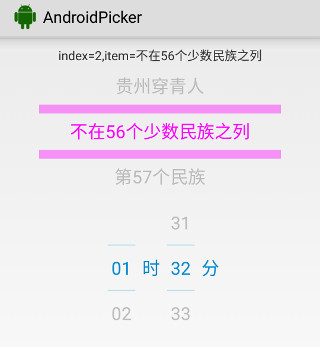 AndroidPicker
index=2,item=不在56个少数民族之列
贵州穿青人
不在56个少数民族之列
第57个民族
31
01 时 32 分
02 33